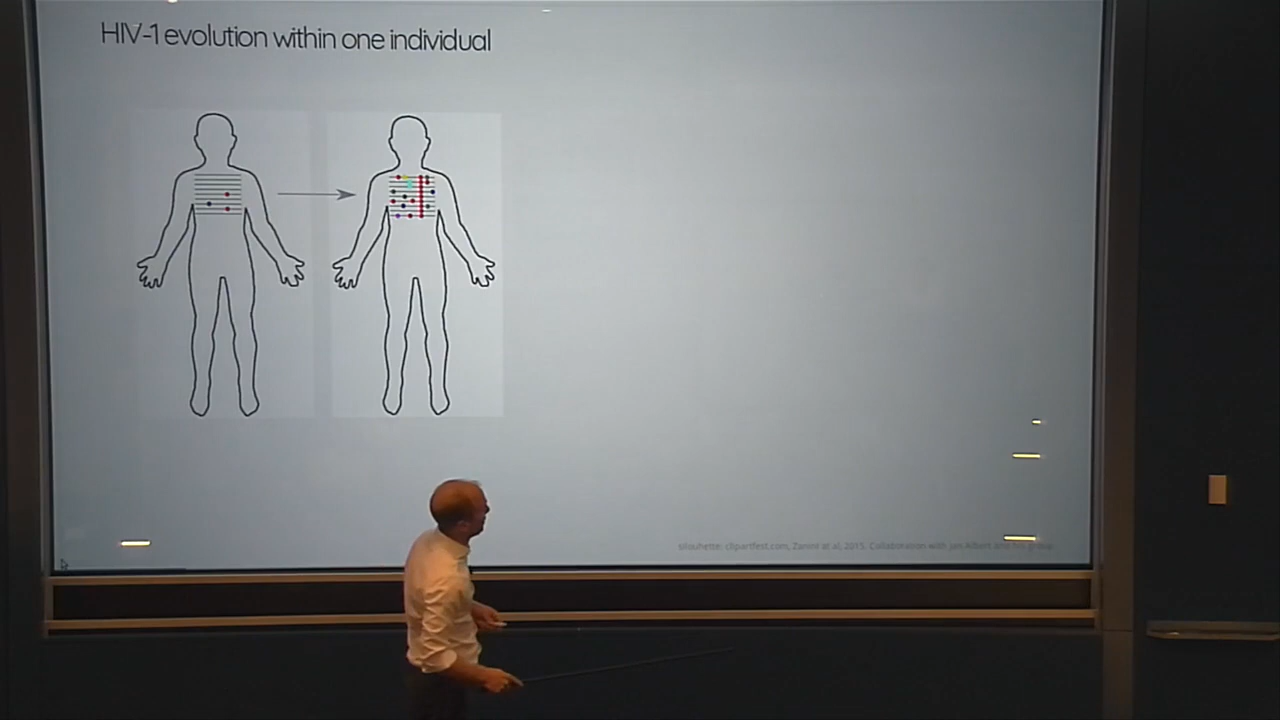 HIV-1 evolution within one individual
silouhette: clipartfest.com, Zanini et al, 2015. Collaboration with Jan Albert and his group